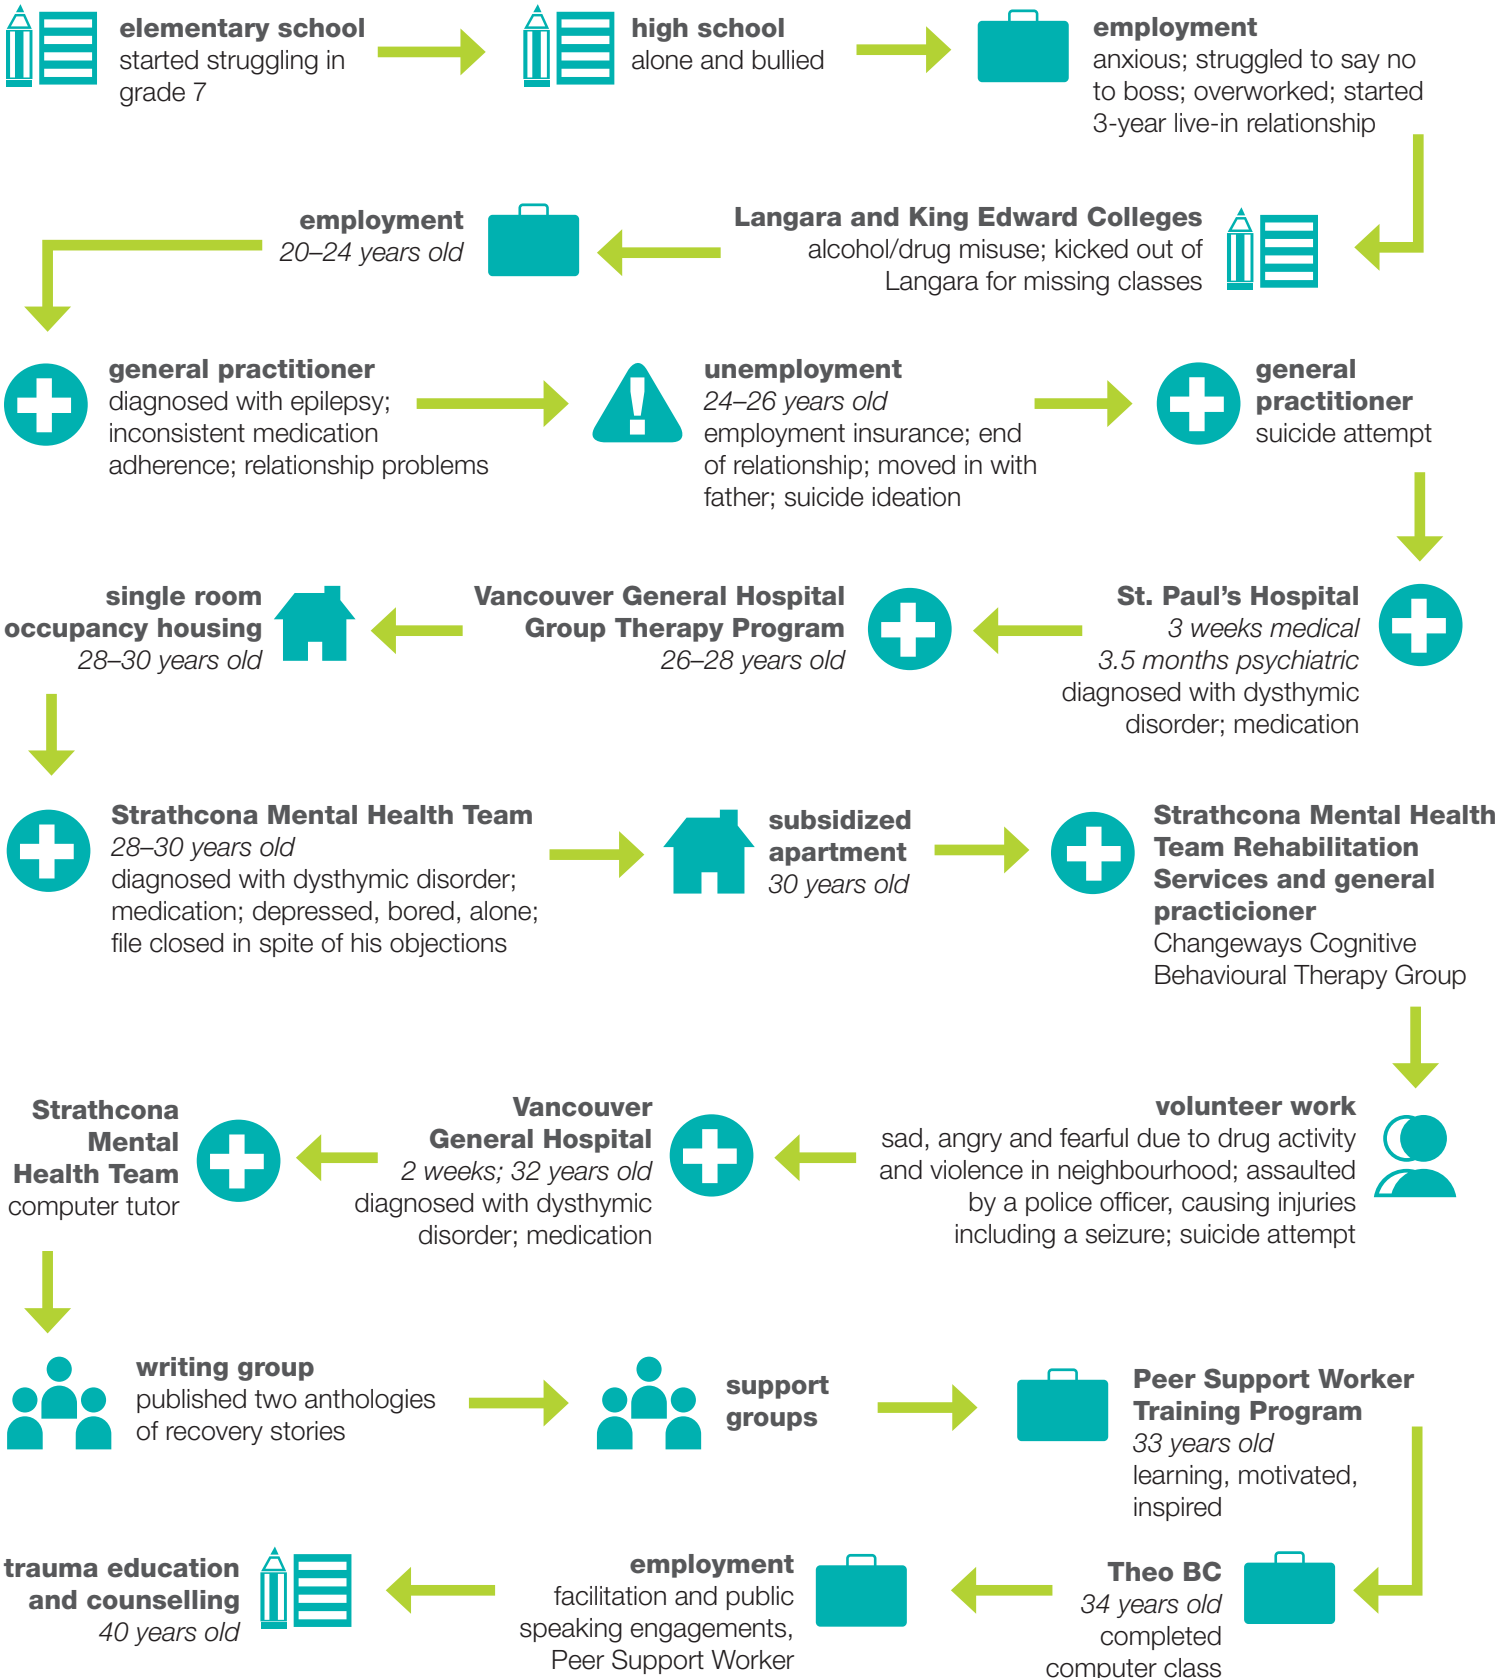 elementary school
started struggling in
grade 7
high school
alone and bullied
employment
anxious; struggled to say no
to boss; overworked; started
3-year live-in relationship
Langara and King Edward Colleges
alcohol/drug misuse; kicked out of
Langara for missing classes
employment
20–24 years old
general practitioner
diagnosed with epilepsy;
inconsistent medication
adherence; relationship problems
unemployment
24–26 years old
employment insurance; end
of relationship; moved in with
father; suicide ideation
general
practitioner
suicide attempt
St. Paul’s Hospital
3 weeks medical
3.5 months psychiatric
diagnosed with dysthymic
disorder; medication
Vancouver General Hospital
Group Therapy Program
26–28 years old
single room
occupancy housing
28–30 years old
Strathcona Mental Health Team
28–30 years old
diagnosed with dysthymic disorder;
medication; depressed, bored, alone;
file closed in spite of his objections
subsidized
apartment
30 years old
Strathcona Mental Health
Team Rehabilitation
Services and general
practicioner
Changeways Cognitive
Behavioural Therapy Group
volunteer work
sad, angry and fearful due to drug activity
and violence in neighbourhood; assaulted
by a police officer, causing injuries
including a seizure; suicide attempt
Vancouver
General Hospital
2 weeks; 32 years old
diagnosed with dysthymic
disorder; medication
Strathcona
Mental
Health Team
computer tutor
writing group
published two anthologies
of recovery stories
support
groups
Peer Support Worker
Training Program
33 years old
learning, motivated,
inspired
Theo BC
34 years old
completed
computer class
employment
facilitation and public
speaking engagements,
Peer Support Worker
trauma education
and counselling
40 years old